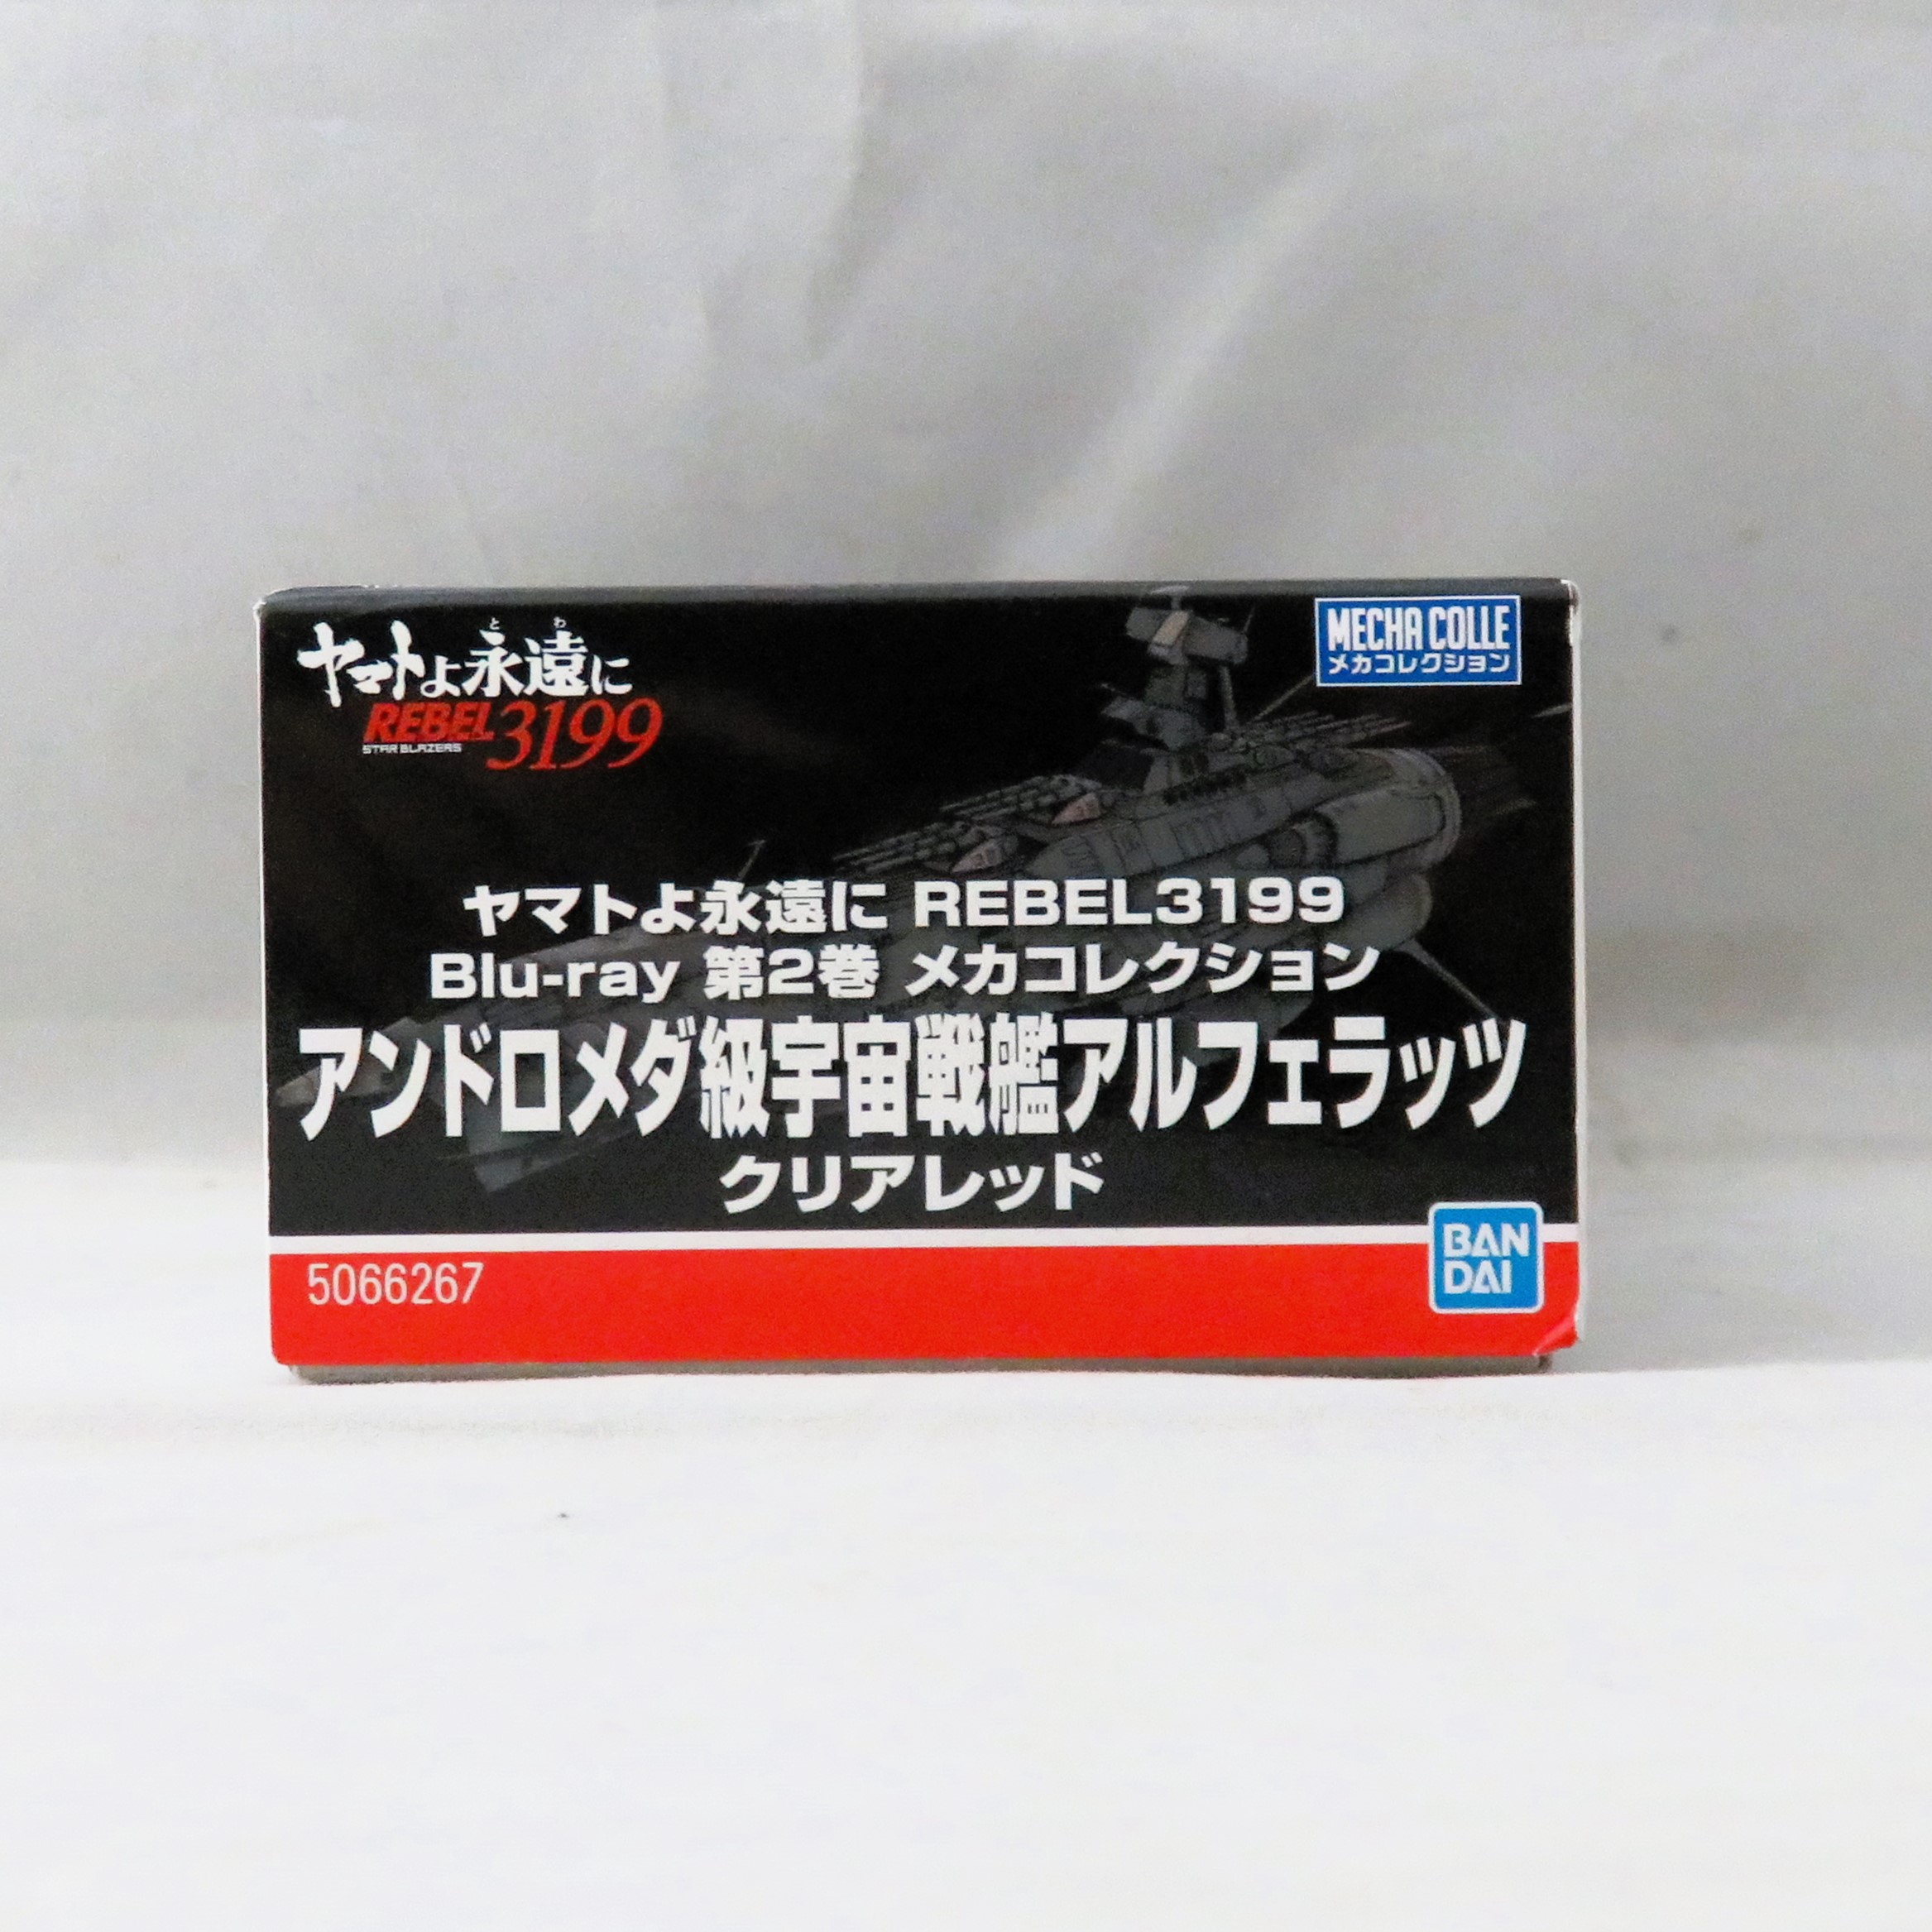 とわ
ヤマトよ永遠に
REBEL3199
STAR BLAZERS
MECHA COLLE
メカコレクション
ヤマトよ永遠に REBEL3199
Blu-ray 第2巻 メカコレクション
アンドロメダ級宇宙戦艦アルフェラッツ
クリアレッド
5066267
BAN
DAI